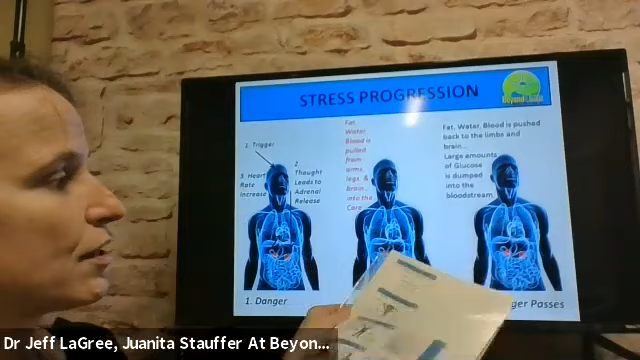 STRESS PROGRESSION
1. Trigger
3. Heart
Rate
Increase
2
Thought
Leads to
Adrenal
Release
1. Danger
Fat,
Water,
Blood is
pulled
from
arms,
legs, &
brain...
into the
Core
Fat, Water, Blood is pushed
back to the limbs and
brain...
Large amounts
of Glucose
is dumped
into the
bloodstream.
Passes
Dr Jeff LaGree, Juanita Stauffer At Beyon...